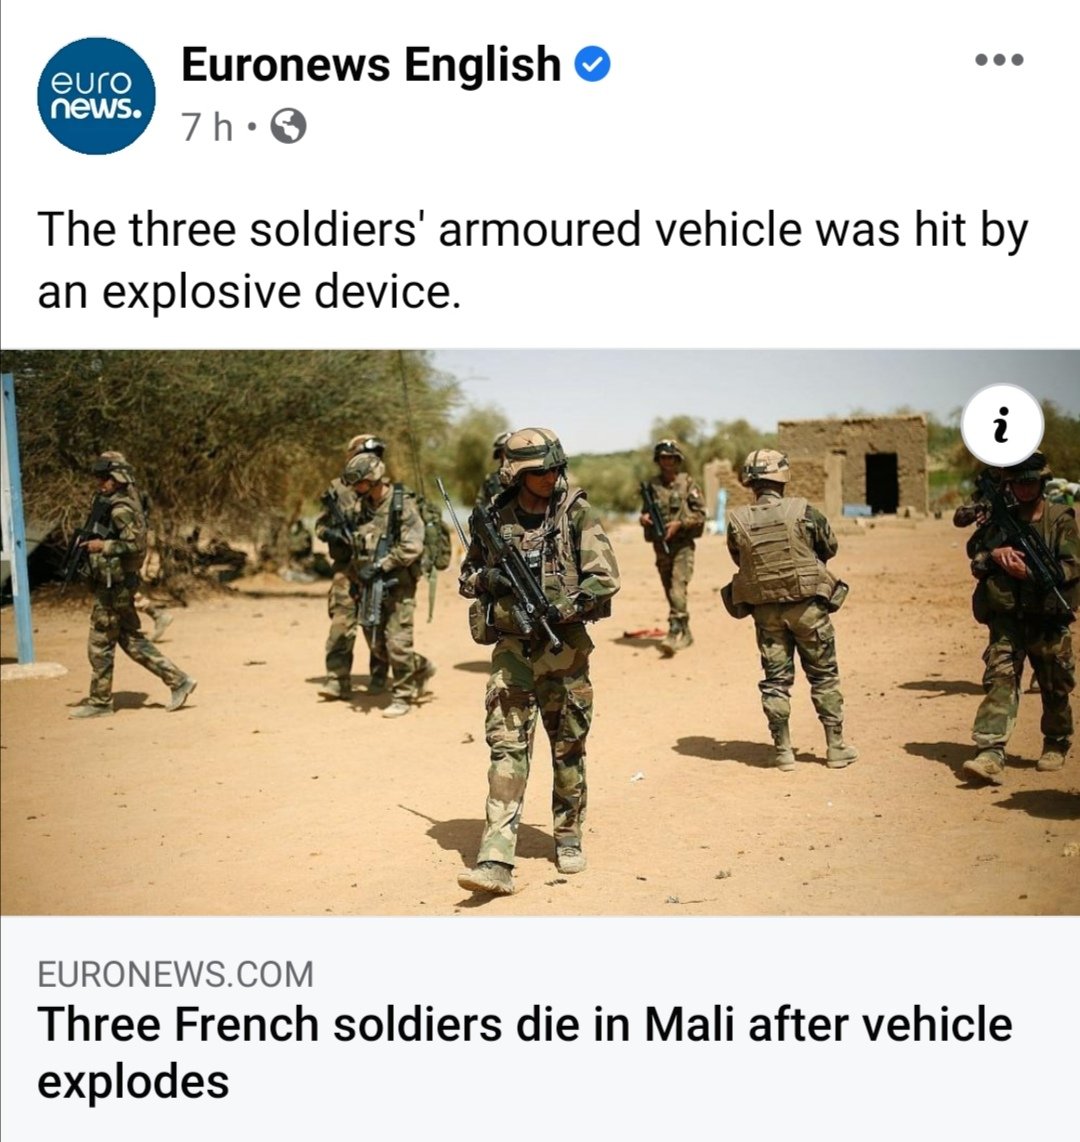 euro
news.
Euronews English
7 h •
The three soldiers' armoured vehicle was hit by
an explosive device.
i
EURONEWS.COM
Three French soldiers die in Mali after vehicle
explodes